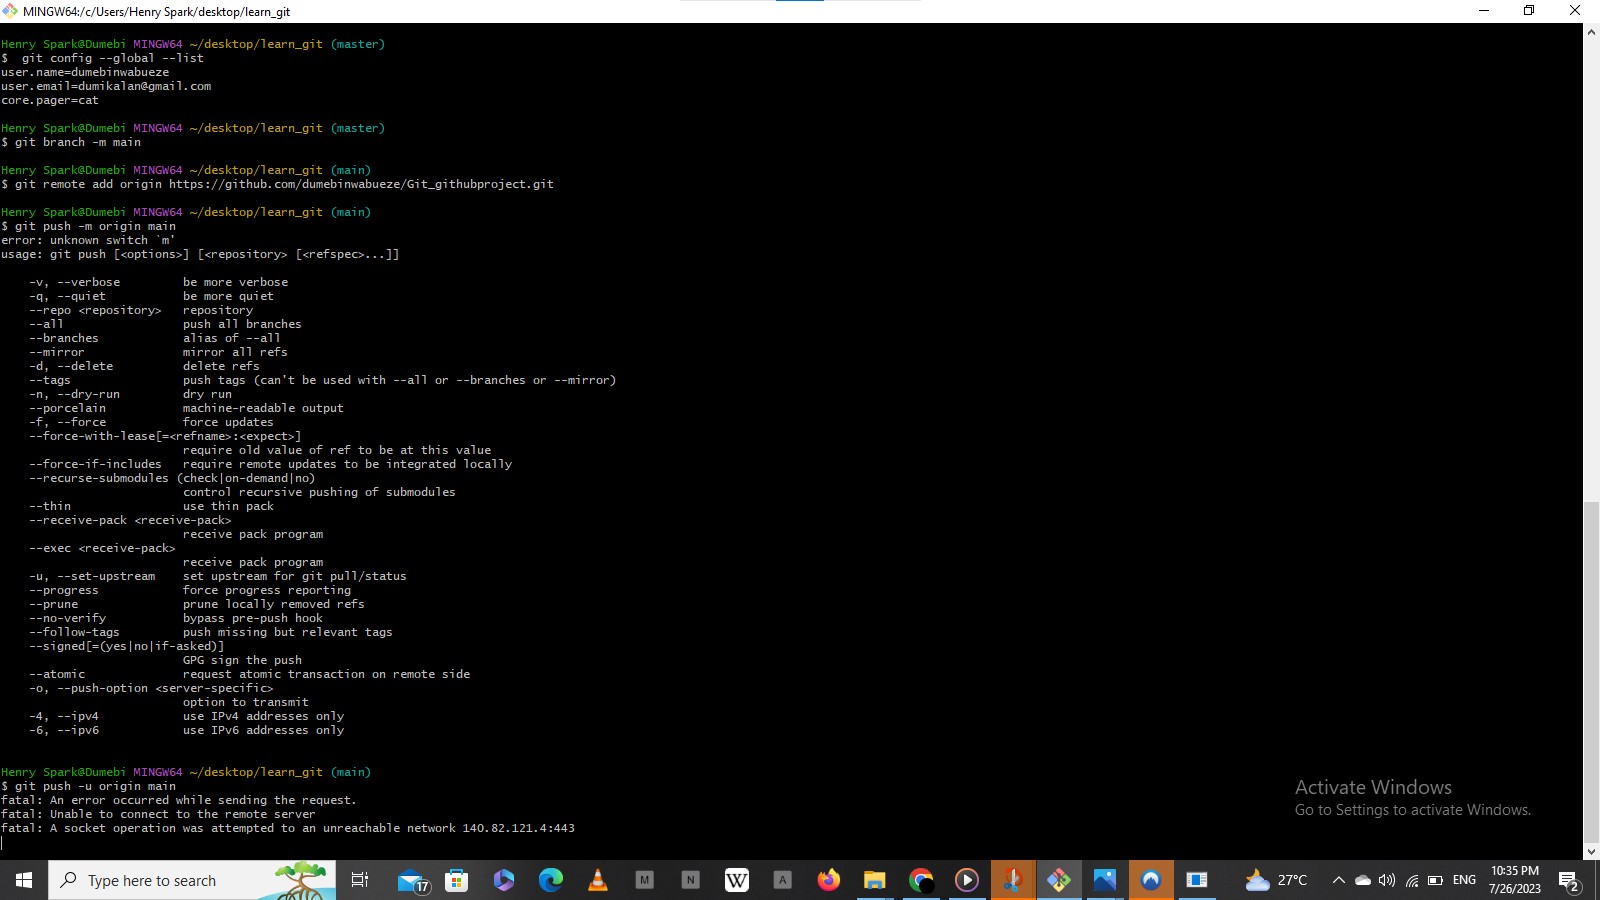 MINGW64:/c/Users/Henry Spark/desktop/learn_git
Henry Spark@Dumebi MINGW64 ~/desktop/learn_git (master)
$  git config --global --list
user.name=dumebinwabueze
user.email=dumikalan@gmail.com
core.pager=cat
Henry Spark@Dumebi MINGW64 ~/desktop/learn_git (master)
$ git branch -m main
Henry Spark@Dumebi MINGW64 ~/desktop/learn_git (main)
$ git remote add origin https://github.com/dumebinwabueze/Git_githubproject.git
Henry Spark@Dumebi MINGW64 ~/desktop/learn_git (main)
$ git push -m origin main
error: unknown switch `m'
usage: git push [<options>] [<repository> [<refspec>...]]
-v, --verbose be more verbose
-q, --quiet be more quiet
--repo <repository> repository
--all push all branches
--branches alias of --all
--mirror mirror all refs
-d, --delete delete refs
--tags push tags (can't be used with --all or --branches or --mirror)
-n, --dry-run dry run
--porcelain machine-readable output
-f, --force force updates
--force-with-lease[=<refname>:<expect>]
require old value of ref to be at this value
--force-if-includes require remote updates to be integrated locally
--recurse-submodules (check|on-demand|no)
control recursive pushing of submodules
--thin use thin pack
--receive-pack <receive-pack>
receive pack program
--exec <receive-pack>
receive pack program
-u, --set-upstream set upstream for git pull/status
--progress force progress reporting
--prune prune locally removed refs
--no-verify bypass pre-push hook
--follow-tags push missing but relevant tags
--signed[=(yes|no|if-asked)]
GPG sign the push
--atomic request atomic transaction on remote side
-o, --push-option <server-specific>
option to transmit
-4, --ipv4 use IPv4 addresses only
-6, --ipv6 use IPv6 addresses only
Henry Spark@Dumebi MINGW64 ~/desktop/learn_git (main)
$ git push -u origin main
fatal: An error occurred while sending the request.
fatal: Unable to connect to the remote server
fatal: A socket operation was attempted to an unreachable network 140.82.121.4:443
Activate Windows
Go to Settings to activate Windows.
Type here to search
17
M
N
W
A
27°C
ENG
10:35 PM
7/26/2023
2